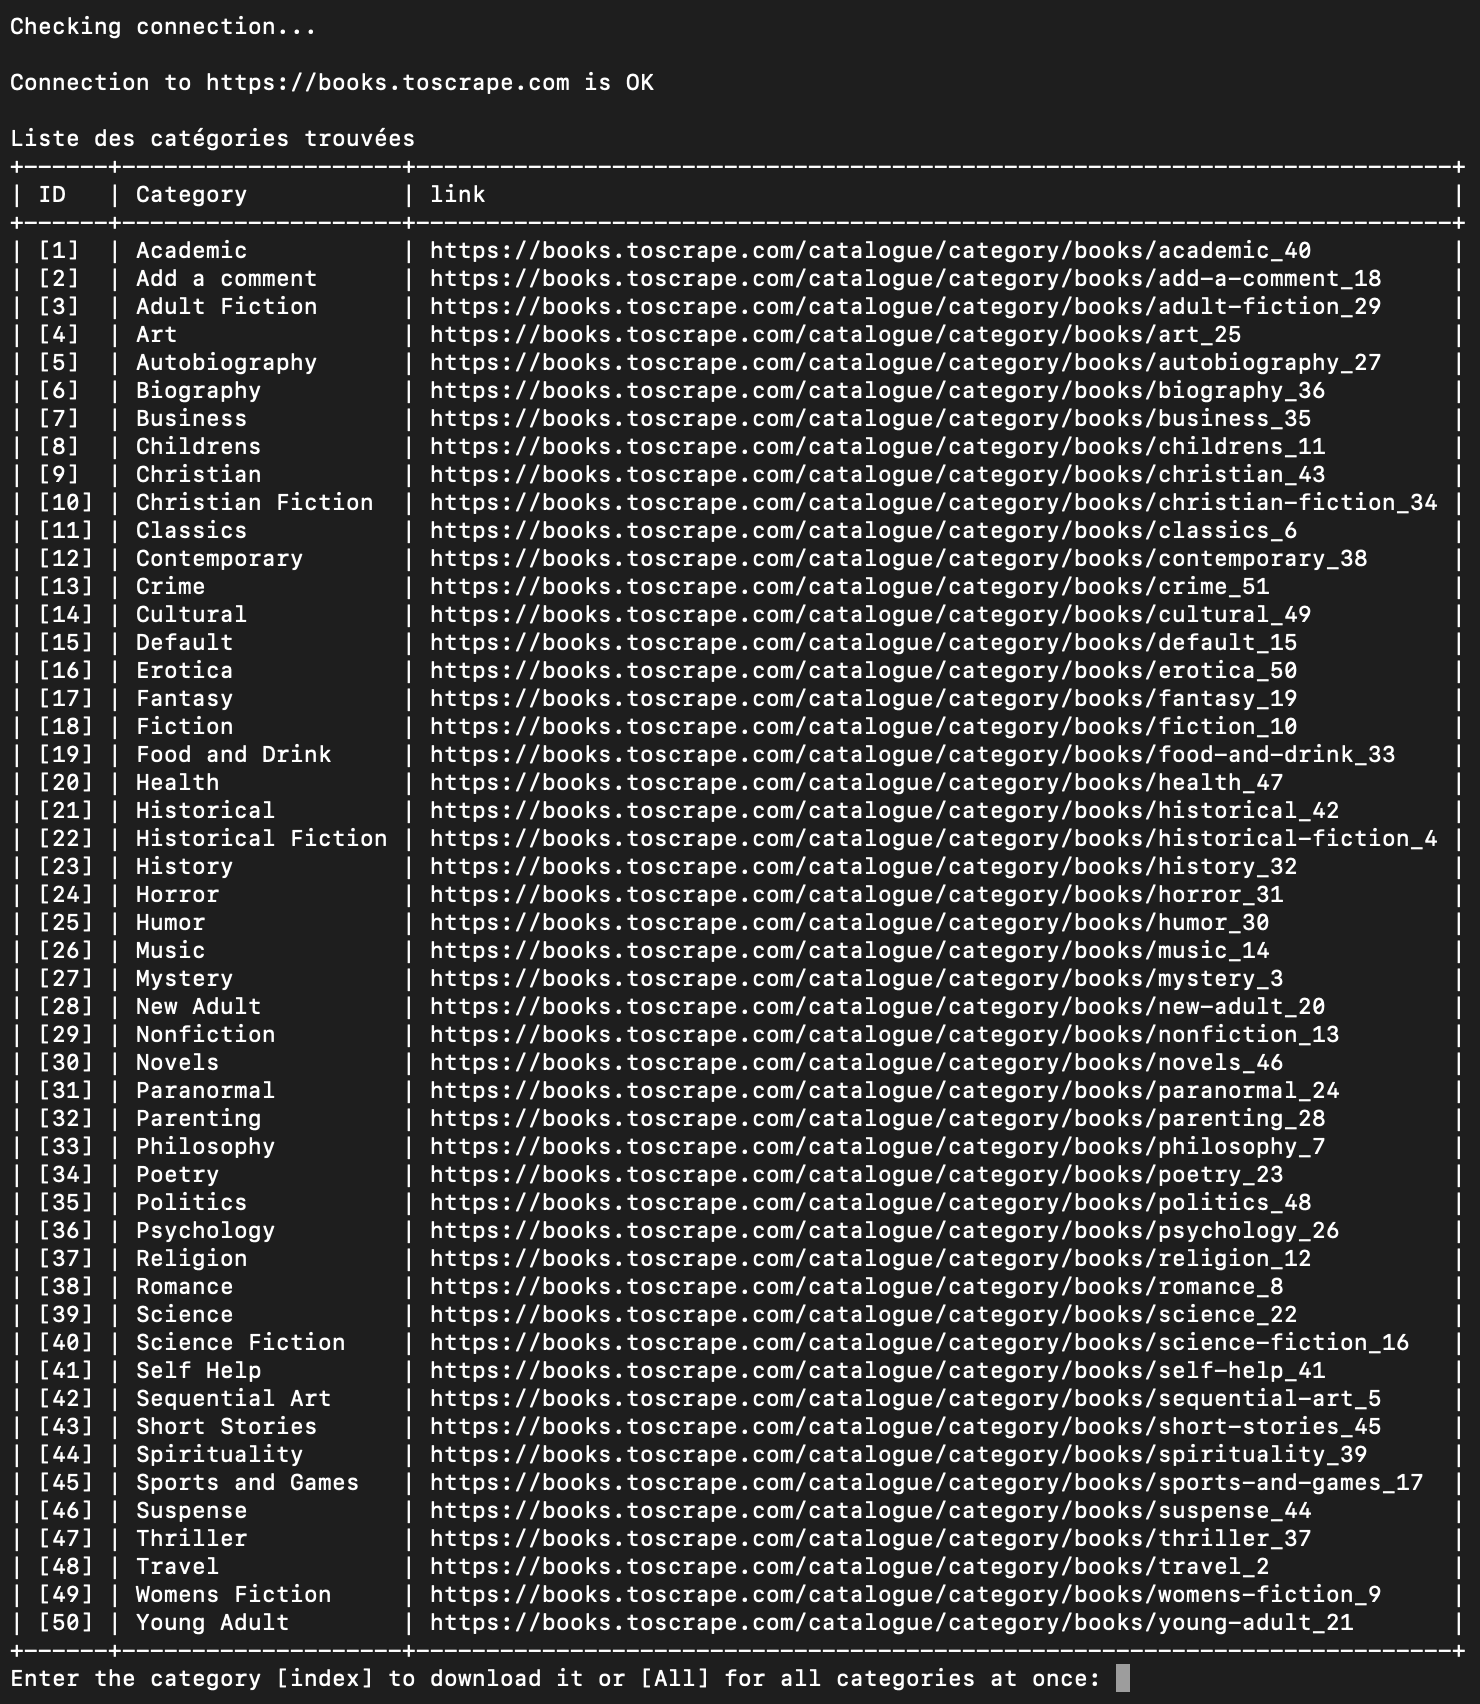 Checking connection...
Connection to https://books.toscrape.com is OK
Liste des catégories trouvées
| ID | Category | link |
| [1] | Academic | https://books.toscrape.com/catalogue/category/books/academic_40 |
| [2] | Add a comment | https://books.toscrape.com/catalogue/category/books/add-a-comment_18 |
| [3] | Adult Fiction | https://books.toscrape.com/catalogue/category/books/adult-fiction_29 |
| [4] | Art | https://books.toscrape.com/catalogue/category/books/art_25 |
| [5] | Autobiography | https://books.toscrape.com/catalogue/category/books/autobiography_27 |
| [6] | Biography | https://books.toscrape.com/catalogue/category/books/biography_36 |
| [7] | Business | https://books.toscrape.com/catalogue/category/books/business_35 |
| [8] | Childrens | https://books.toscrape.com/catalogue/category/books/childrens_11 |
| [9] | Christian | https://books.toscrape.com/catalogue/category/books/christian_43 |
| [10] | Christian Fiction | https://books.toscrape.com/catalogue/category/books/christian-fiction_34 |
| [11] | Classics | https://books.toscrape.com/catalogue/category/books/classics_6 |
| [12] | Contemporary | https://books.toscrape.com/catalogue/category/books/contemporary_38 |
| [13] | Crime | https://books.toscrape.com/catalogue/category/books/crime_51 |
| [14] | Cultural | https://books.toscrape.com/catalogue/category/books/cultural_49 |
| [15] | Default | https://books.toscrape.com/catalogue/category/books/default_15 |
| [16] | Erotica | https://books.toscrape.com/catalogue/category/books/erotica_50 |
| [17] | Fantasy | https://books.toscrape.com/catalogue/category/books/fantasy_19 |
| [18] | Fiction | https://books.toscrape.com/catalogue/category/books/fiction_10 |
| [19] | Food and Drink | https://books.toscrape.com/catalogue/category/books/food-and-drink_33 |
| [20] | Health | https://books.toscrape.com/catalogue/category/books/health_47 |
| [21] | Historical | https://books.toscrape.com/catalogue/category/books/historical_42 |
| [22] | Historical Fiction | https://books.toscrape.com/catalogue/category/books/historical-fiction_4 |
| [23] | History | https://books.toscrape.com/catalogue/category/books/history_32 |
| [24] | Horror | https://books.toscrape.com/catalogue/category/books/horror_31 |
| [25] | Humor | https://books.toscrape.com/catalogue/category/books/humor_30 |
| [26] | Music | https://books.toscrape.com/catalogue/category/books/music_14 |
| [27] | Mystery | https://books.toscrape.com/catalogue/category/books/mystery_3 |
| [28] | New Adult | https://books.toscrape.com/catalogue/category/books/new-adult_20 |
| [29] | Nonfiction | https://books.toscrape.com/catalogue/category/books/nonfiction_13 |
| [30] | Novels | https://books.toscrape.com/catalogue/category/books/novels_46 |
| [31] | Paranormal | https://books.toscrape.com/catalogue/category/books/paranormal_24 |
| [32] | Parenting | https://books.toscrape.com/catalogue/category/books/parenting_28 |
| [33] | Philosophy | https://books.toscrape.com/catalogue/category/books/philosophy_7 |
| [34] | Poetry | https://books.toscrape.com/catalogue/category/books/poetry_23 |
| [35] | Politics | https://books.toscrape.com/catalogue/category/books/politics_48 |
| [36] | Psychology | https://books.toscrape.com/catalogue/category/books/psychology_26 |
| [37] | Religion | https://books.toscrape.com/catalogue/category/books/religion_12 |
| [38] | Romance | https://books.toscrape.com/catalogue/category/books/romance_8 |
| [39] | Science | https://books.toscrape.com/catalogue/category/books/science_22 |
| [40] | Science Fiction | https://books.toscrape.com/catalogue/category/books/science-fiction_16 |
| [41] | Self Help | https://books.toscrape.com/catalogue/category/books/self-help_41 |
| [42] | Sequential Art | https://books.toscrape.com/catalogue/category/books/sequential-art_5 |
| [43] | Short Stories | https://books.toscrape.com/catalogue/category/books/short-stories_45 |
| [44] | Spirituality | https://books.toscrape.com/catalogue/category/books/spirituality_39 |
| [45] | Sports and Games | https://books.toscrape.com/catalogue/category/books/sports-and-games_17 |
| [46] | Suspense | https://books.toscrape.com/catalogue/category/books/suspense_44 |
| [47] | Thriller | https://books.toscrape.com/catalogue/category/books/thriller_37 |
| [48] | Travel | https://books.toscrape.com/catalogue/category/books/travel_2 |
| [49] | Womens Fiction | https://books.toscrape.com/catalogue/category/books/womens-fiction_9 |
| [50] | Young Adult | https://books.toscrape.com/catalogue/category/books/young-adult_21 |
Enter the category [index] to download it or [All] for all categories at once: